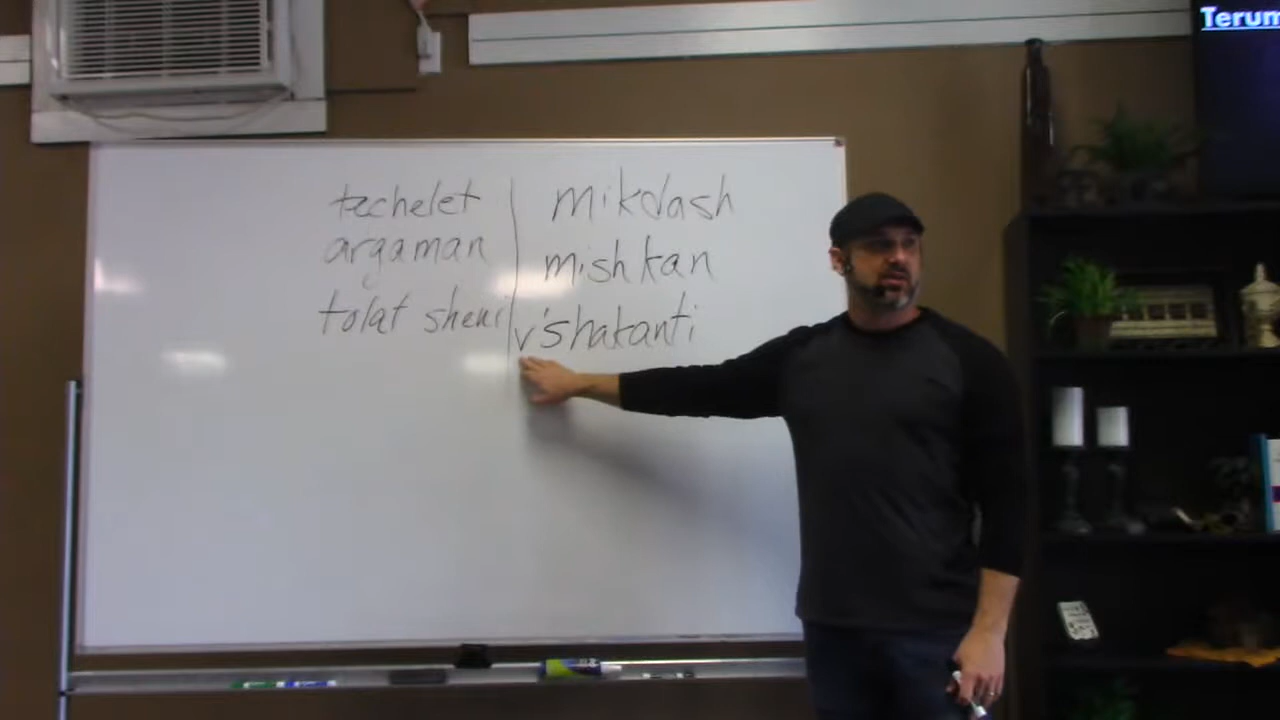 Terum
techelet | mikdash
argaman | mishkan
tolat sheni | v'shakanti